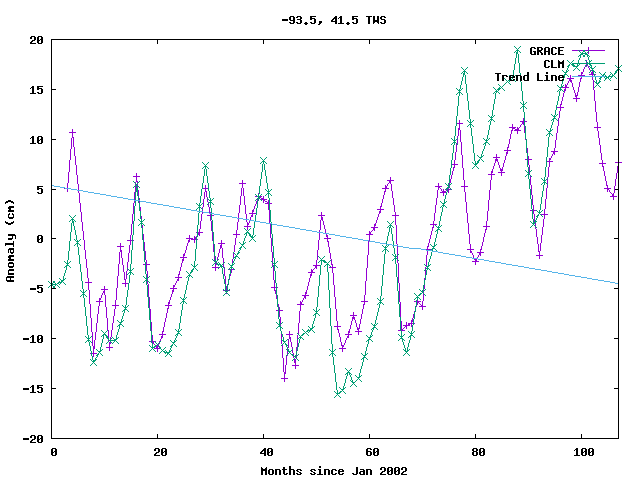 -93.5, 41.5 TWS
GRACE
CLM
Trend Line
20
15
10
5
0
-5
-10
-15
-20
Anomaly (cm)
0 20 40 60 80 100
Months since Jan 2002